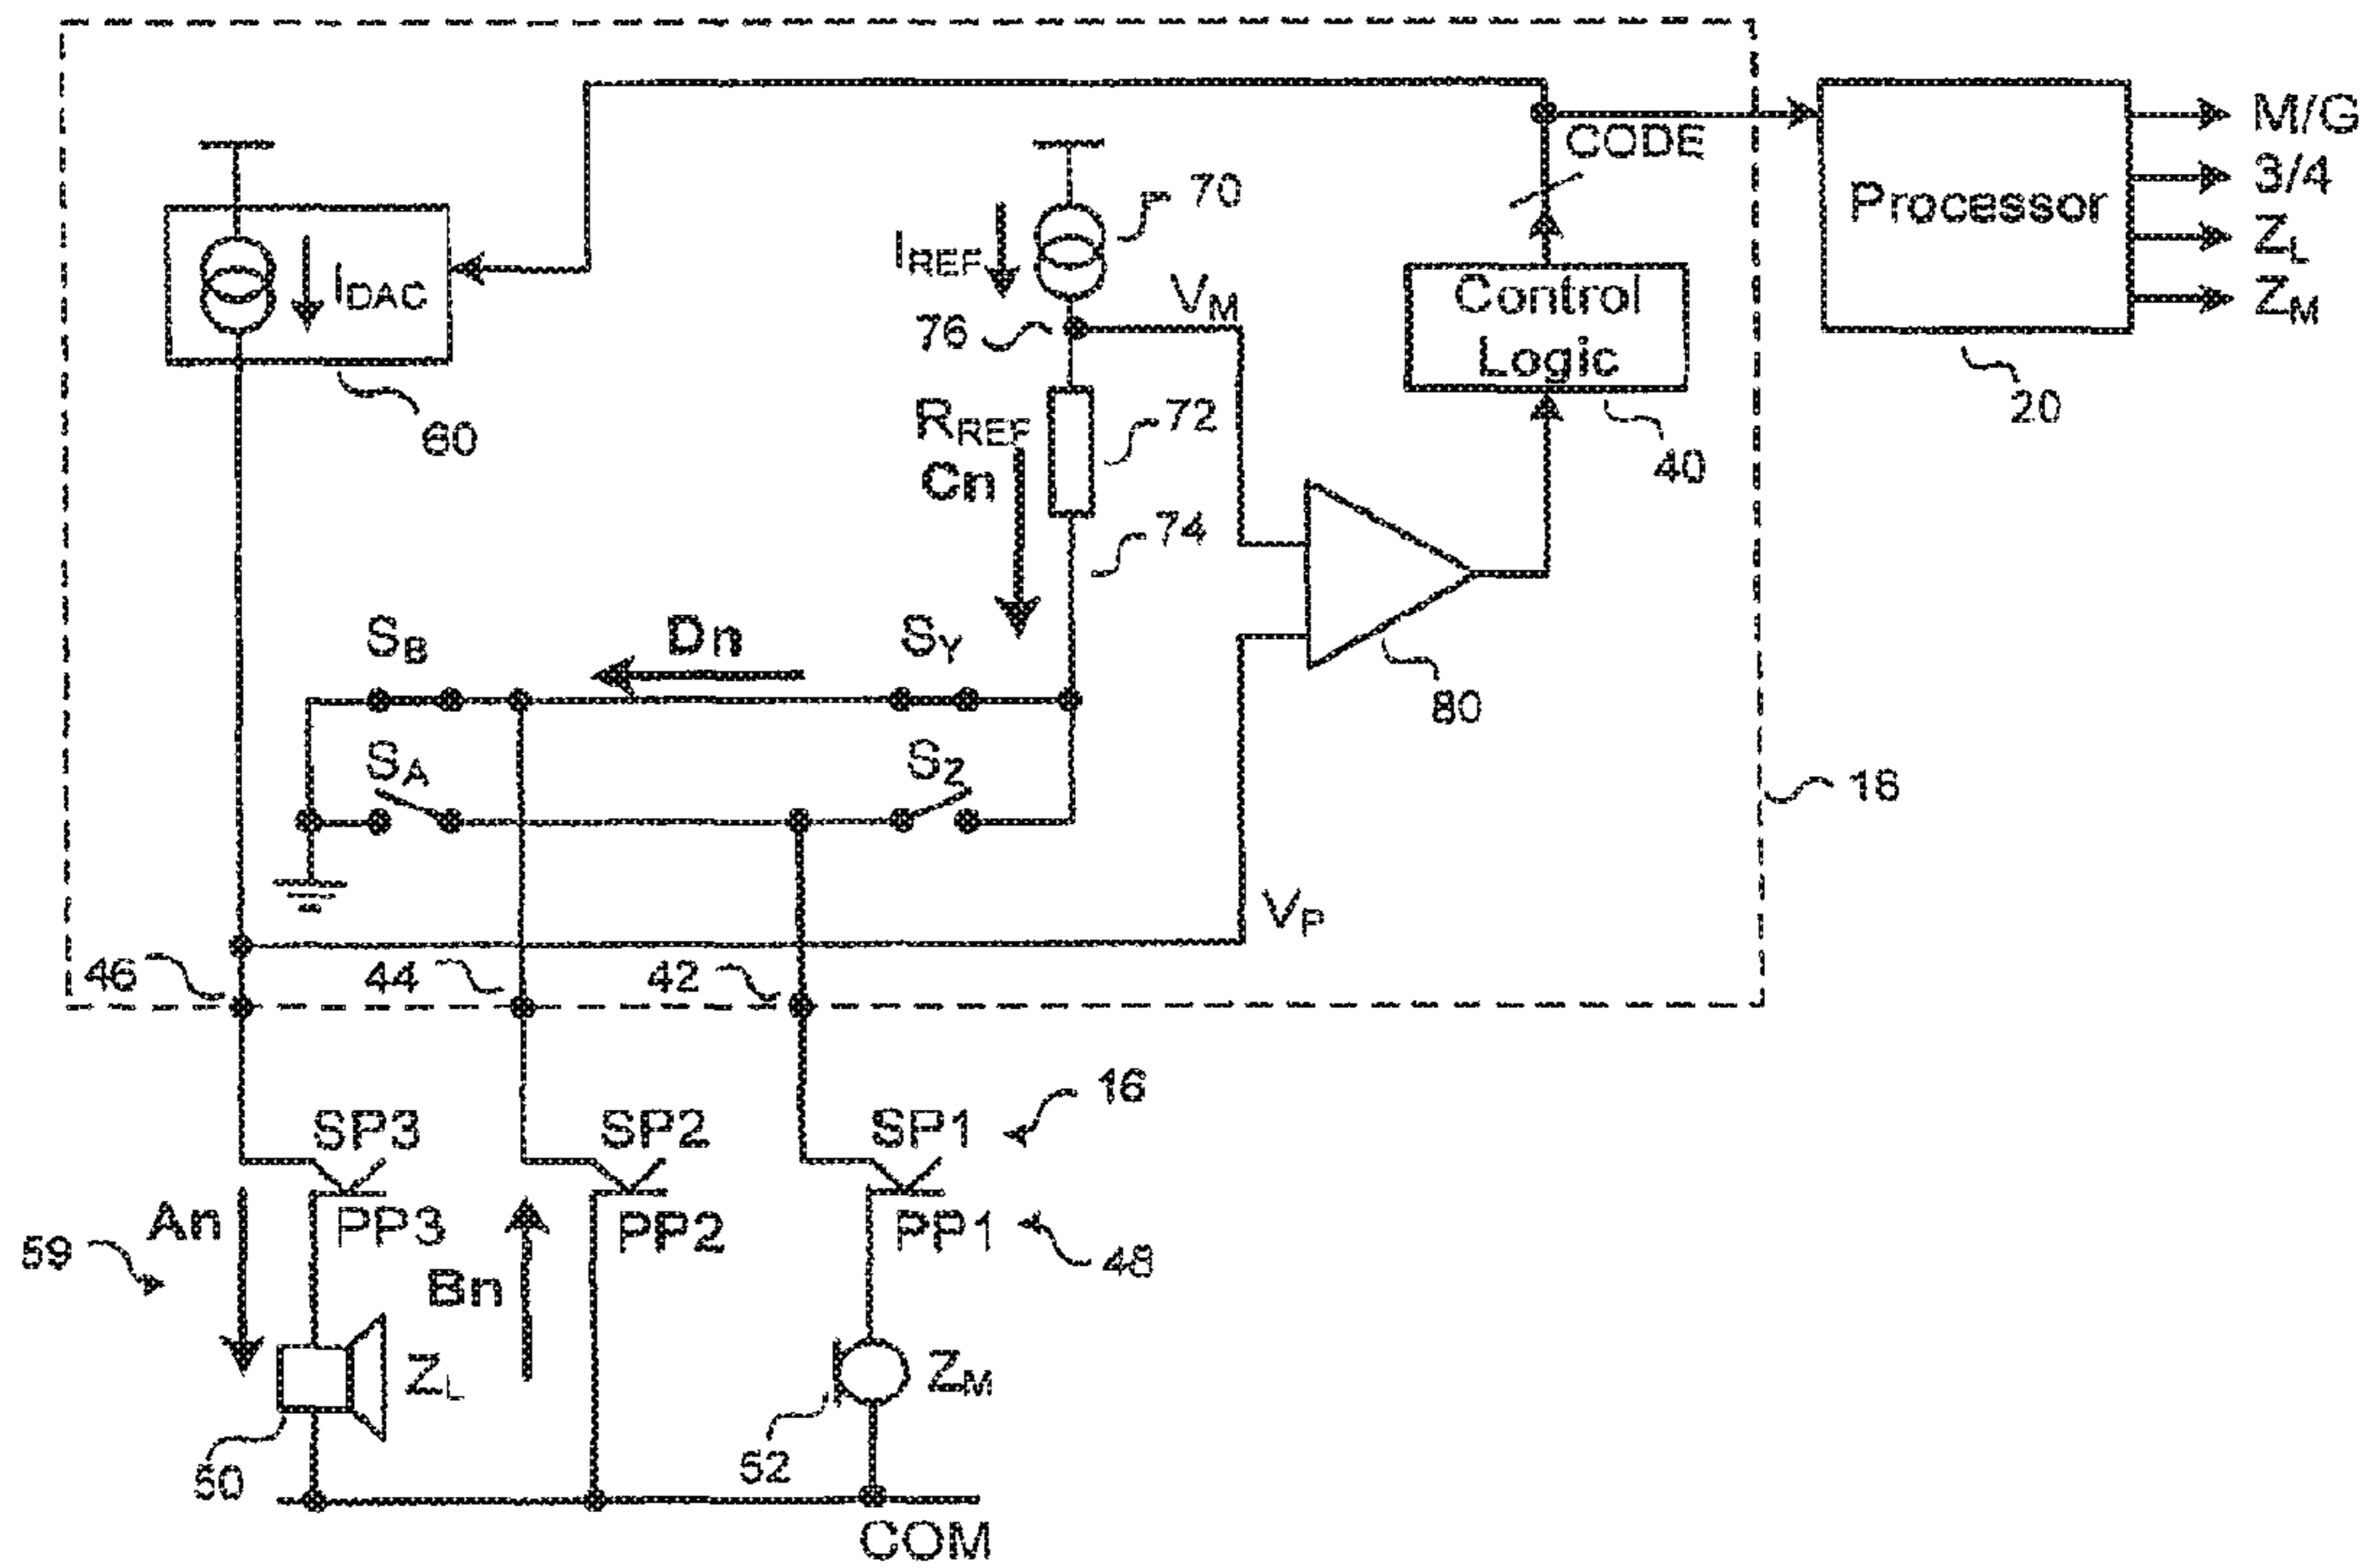 M/G
CODE
3/4
Processor
Z_L
Z_M
70
I_REF
I_DAC
V_M
Control
Logic
76
20
60
R_REF
72
Cn
40
74
S_B
Dn
S_Y
80
S_A
S_Z
18
V_P
46
44
42
16
SP3
SP2
SP1
An
PP3
PP2
PP1
59
48
Bn
Z_L
Z_M
50
52
COM